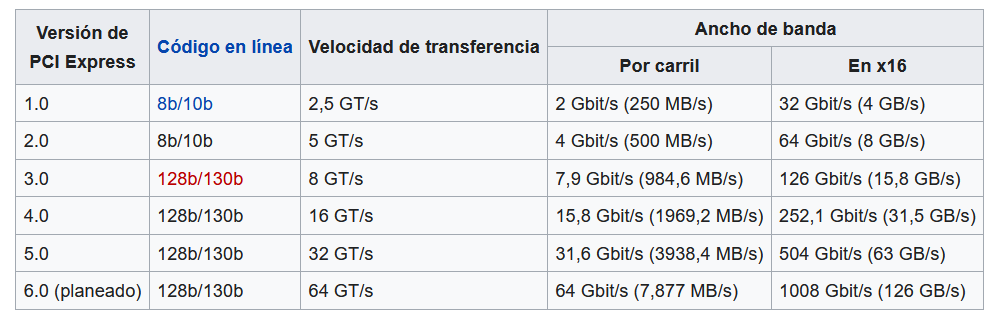 Versión de PCI Express Código en línea Velocidad de transferencia Ancho de banda
Por carril En x16
1.0 8b/10b 2,5 GT/s 2 Gbit/s (250 MB/s) 32 Gbit/s (4 GB/s)
2.0 8b/10b 5 GT/s 4 Gbit/s (500 MB/s) 64 Gbit/s (8 GB/s)
3.0 128b/130b 8 GT/s 7,9 Gbit/s (984,6 MB/s) 126 Gbit/s (15,8 GB/s)
4.0 128b/130b 16 GT/s 15,8 Gbit/s (1969,2 MB/s) 252,1 Gbit/s (31,5 GB/s)
5.0 128b/130b 32 GT/s 31,6 Gbit/s (3938,4 MB/s) 504 Gbit/s (63 GB/s)
6.0 (planeado) 128b/130b 64 GT/s 64 Gbit/s (7,877 MB/s) 1008 Gbit/s (126 GB/s)